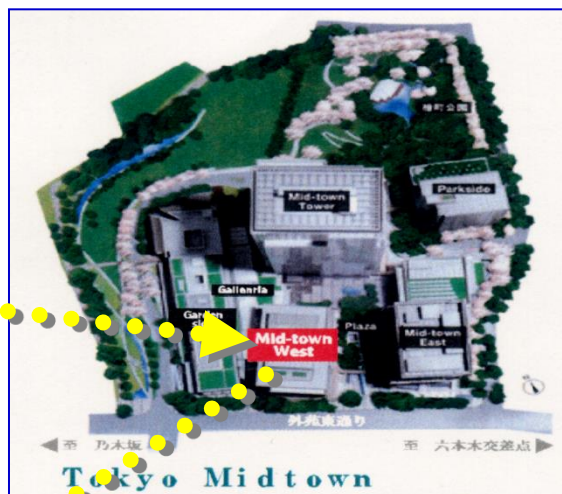 檜町公園
Mid-town
Tower
Parkside
Galleria
Garden
Mid-town
West
Plaza
Mid-town
East
外苑東通り
至 乃木坂
至 六本木交差点
Tokyo Midtown